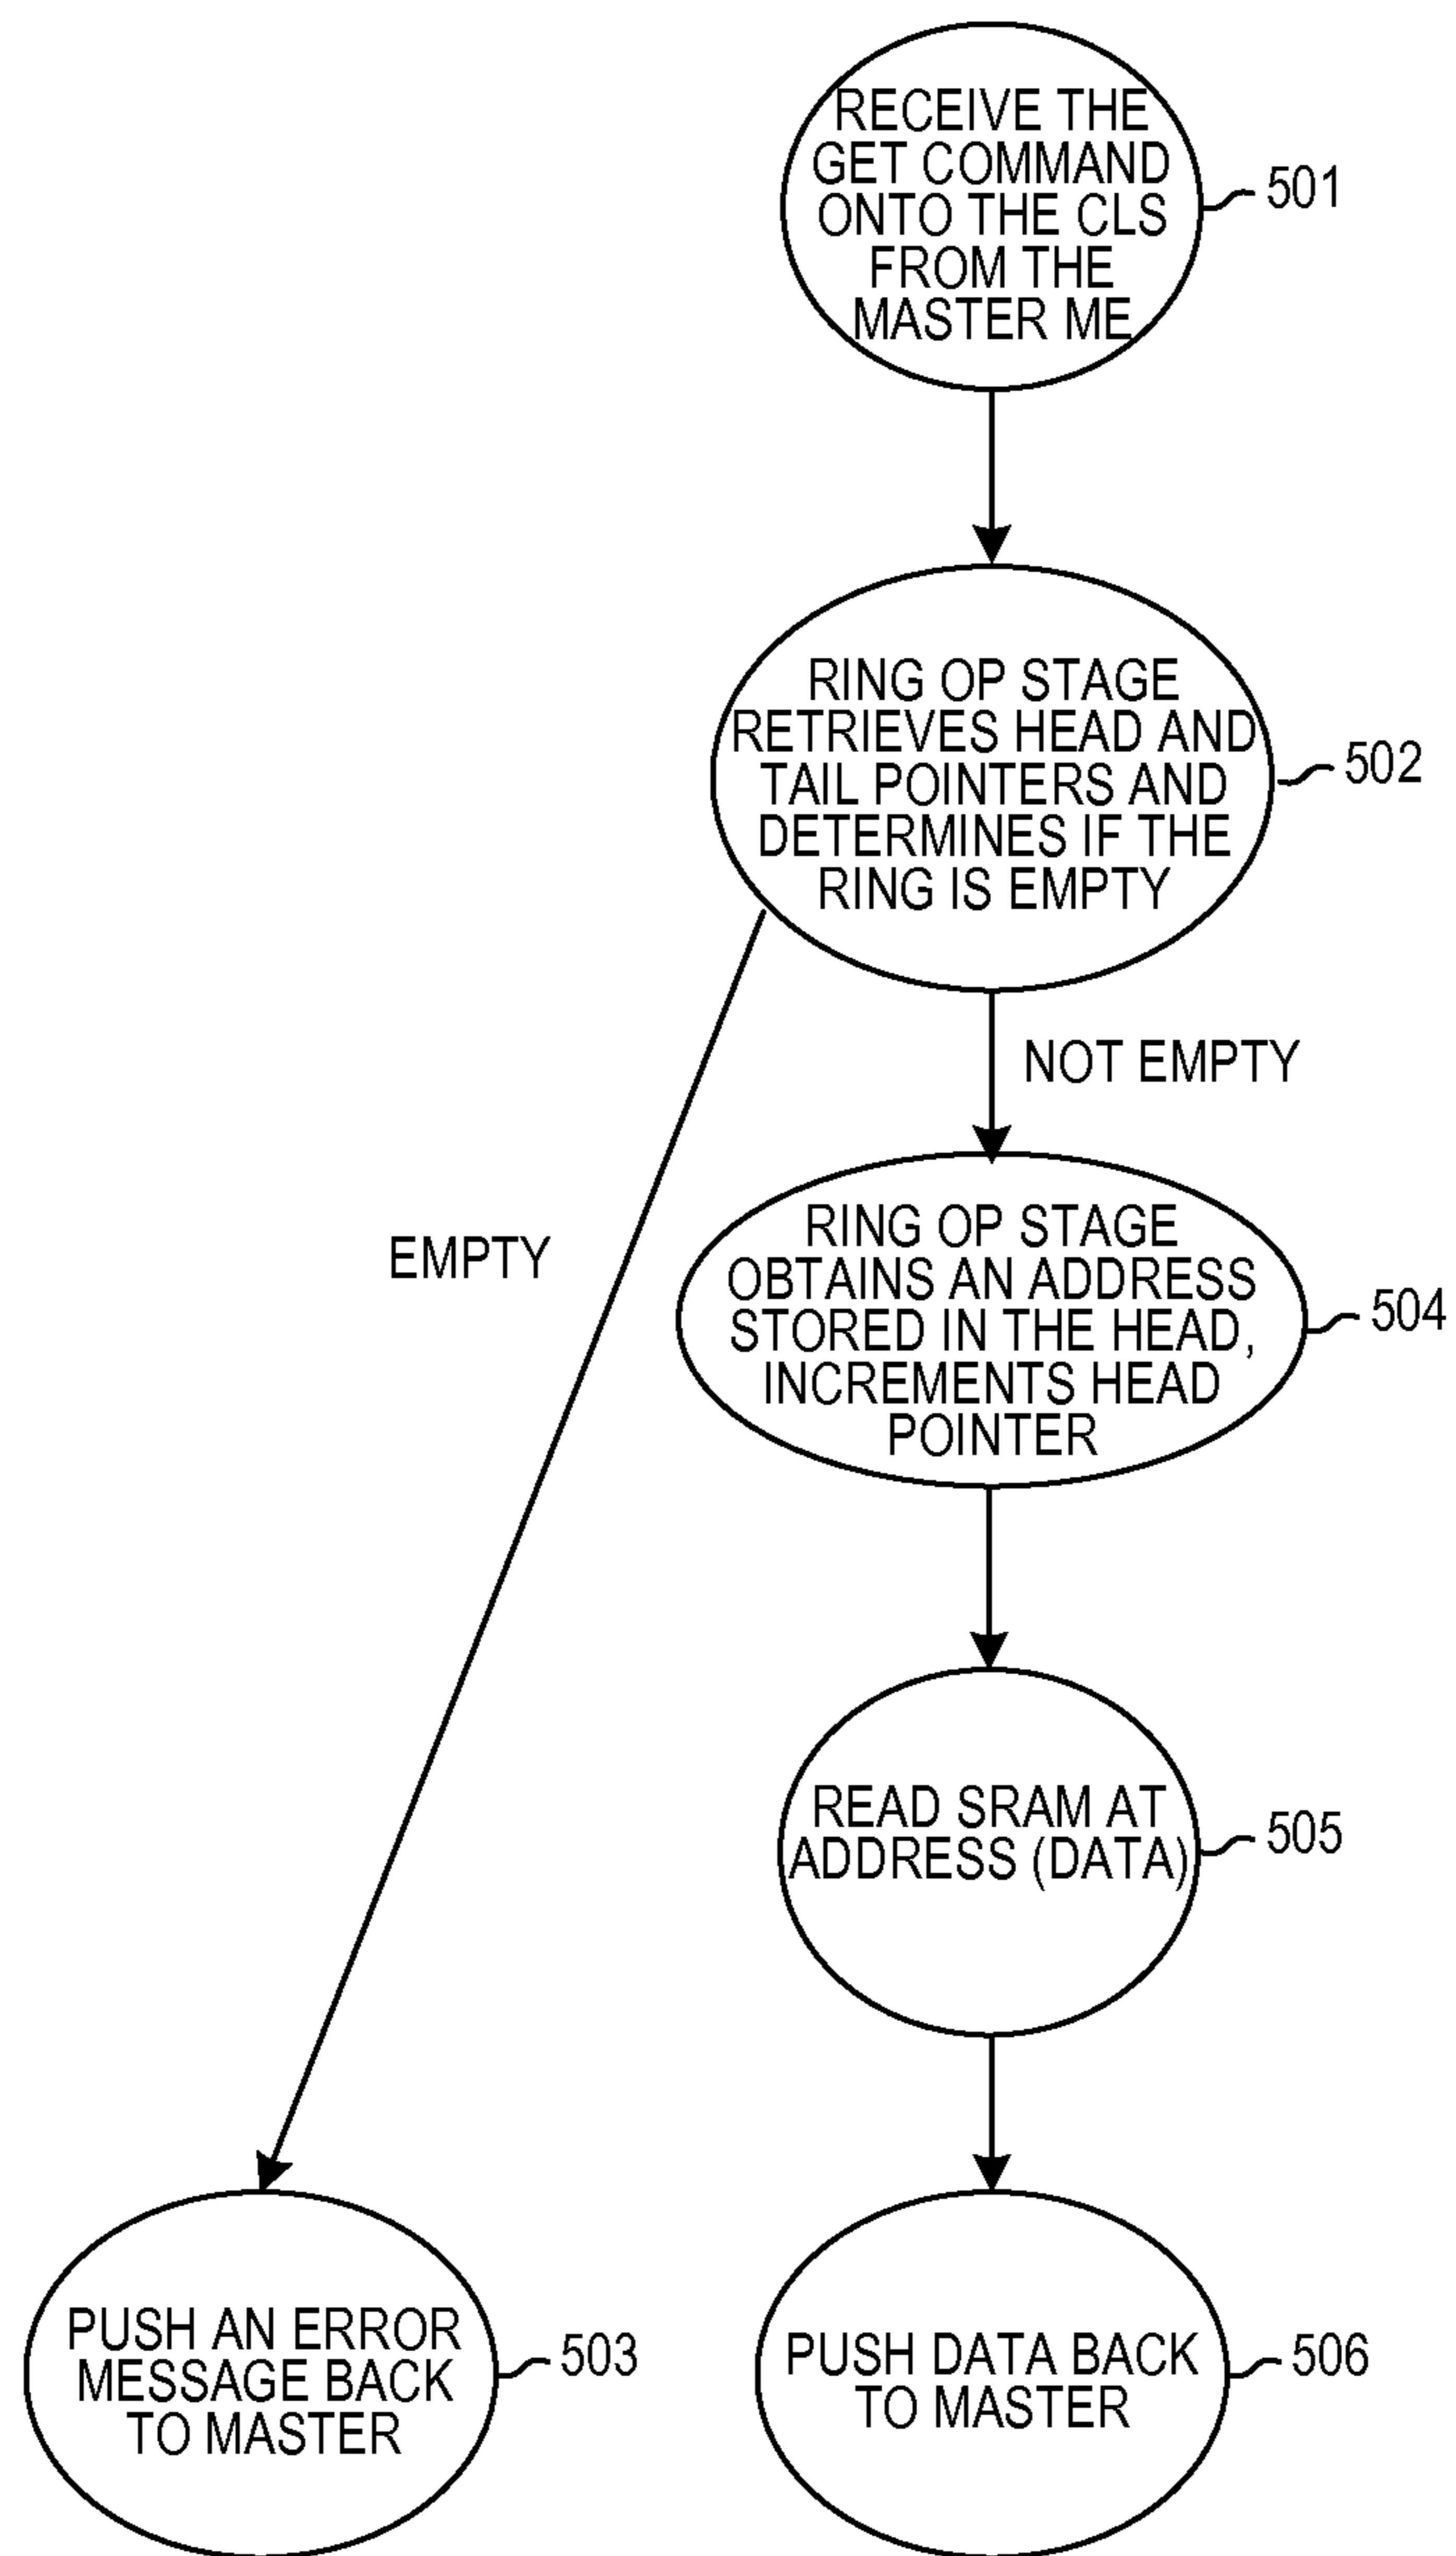 RECEIVE THE
GET COMMAND
ONTO THE CLS
FROM THE
MASTER ME
501
RING OP STAGE
RETRIEVES HEAD AND
TAIL POINTERS AND
DETERMINES IF THE
RING IS EMPTY
502
NOT EMPTY
EMPTY
RING OP STAGE
OBTAINS AN ADDRESS
STORED IN THE HEAD,
INCREMENTS HEAD
POINTER
504
READ SRAM AT
ADDRESS (DATA)
505
PUSH AN ERROR
MESSAGE BACK
TO MASTER
503
PUSH DATA BACK
TO MASTER
506